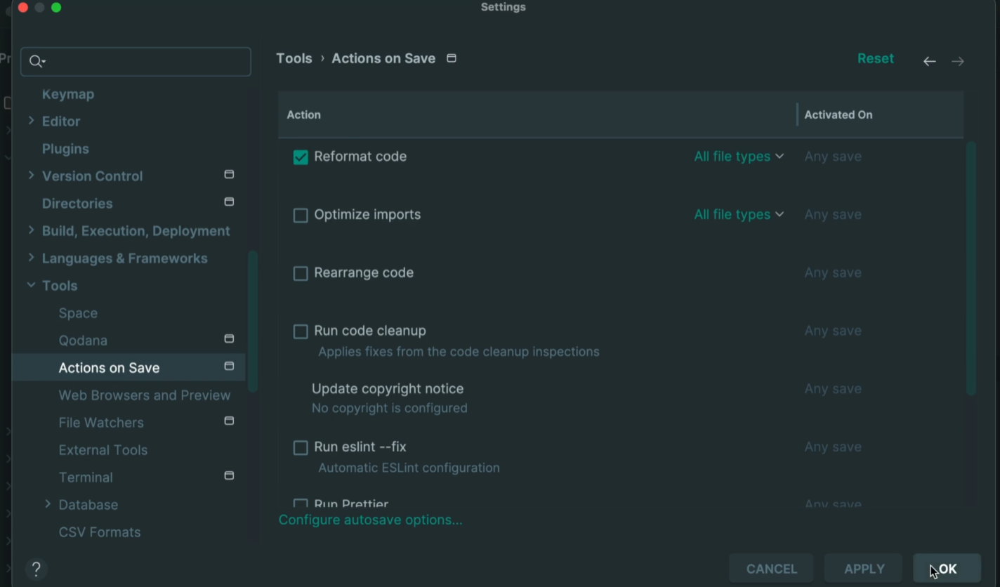 Settings
Pr
Tools › Actions on Save
Reset
Keymap
Editor
Plugins
Version Control
Directories
Build, Execution, Deployment
Languages & Frameworks
Tools
Space
Qodana
Actions on Save
Web Browsers and Preview
File Watchers
External Tools
Terminal
Database
CSV Formats
Action
Activated On
Reformat code
All file types
Any save
Optimize imports
All file types
Any save
Rearrange code
Any save
Run code cleanup
Any save
Applies fixes from the code cleanup inspections
Update copyright notice
Any save
No copyright is configured
Run eslint --fix
Any save
Automatic ESLint configuration
Run Prettier
Any save
Configure autosave options...
?
CANCEL
APPLY
OK